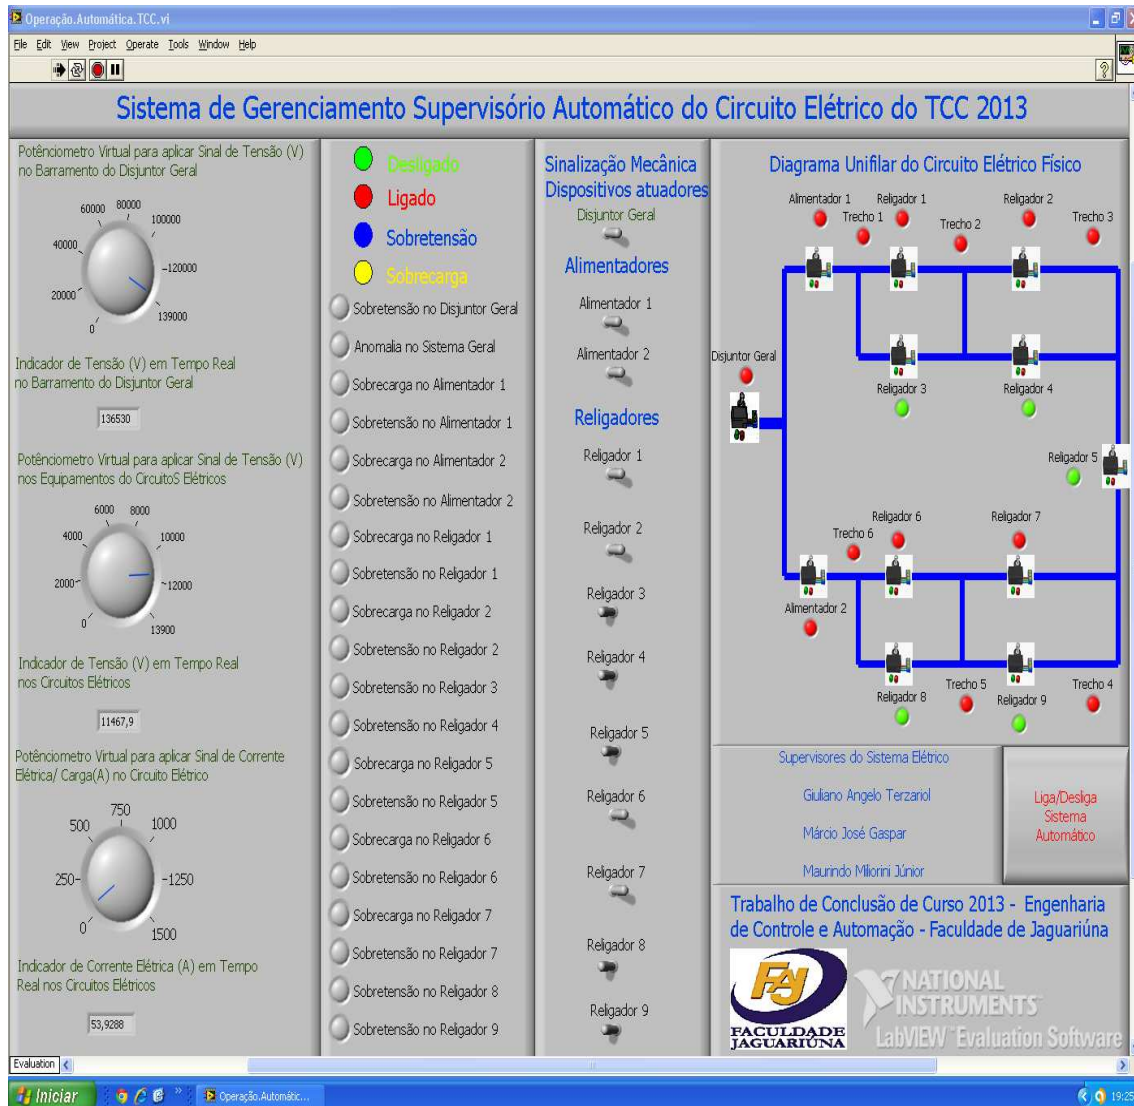 Operação.Automática.TCC.vi
File Edit View Project Operate Tools Window Help
Sistema de Gerenciamento Supervisório Automático do Circuito Elétrico do TCC 2013
Potênciometro Virtual para aplicar Sinal de Tensão (V)
no Barramento do Disjuntor Geral
60000 80000
40000 100000
20000 120000
0 139000
Indicador de Tensão (V) em Tempo Real
no Barramento do Disjuntor Geral
136530
Potênciometro Virtual para aplicar Sinal de Tensão (V)
nos Equipamentos do CircuitoS Elétricos
6000 8000
4000 10000
2000 12000
0 13900
Indicador de Tensão (V) em Tempo Real
nos Circuitos Elétricos
11467,9
Potênciometro Virtual para aplicar Sinal de Corrente
Elétrica/ Carga(A) no Circuito Elétrico
750
500 1000
250 1250
0 1500
Indicador de Corrente Elétrica (A) em Tempo
Real nos Circuitos Elétricos
53,9288
Desligado
Ligado
Sobretensão
Sobrecarga
Sobretensão no Disjuntor Geral
Anomalia no Sistema Geral
Sobrecarga no Alimentador 1
Sobretensão no Alimentador 1
Sobrecarga no Alimentador 2
Sobretensão no Alimentador 2
Sobrecarga no Religador 1
Sobretensão no Religador 1
Sobrecarga no Religador 2
Sobretensão no Religador 2
Sobretensão no Religador 3
Sobretensão no Religador 4
Sobrecarga no Religador 5
Sobretensão no Religador 5
Sobrecarga no Religador 6
Sobretensão no Religador 6
Sobrecarga no Religador 7
Sobretensão no Religador 7
Sobretensão no Religador 8
Sobretensão no Religador 9
Sinalização Mecânica
Dispositivos atuadores
Disjuntor Geral
Alimentadores
Alimentador 1
Alimentador 2
Religadores
Religador 1
Religador 2
Religador 3
Religador 4
Religador 5
Religador 6
Religador 7
Religador 8
Religador 9
Diagrama Unifilar do Circuito Elétrico Físico
Alimentador 1 Religador 1 Religador 2
Trecho 1 Trecho 2 Trecho 3
Disjuntor Geral
Religador 3 Religador 4
Religador 5
Religador 6 Religador 7
Trecho 6
Alimentador 2
Religador 8 Trecho 5 Religador 9 Trecho 4
Supervisores do Sistema Elétrico
Giuliano Angelo Terzariol
Márcio José Gaspar
Maurindo Miliorini Júnior
Liga/Desliga
Sistema
Automático
Trabalho de Conclusão de Curso 2013 - Engenharia
de Controle e Automação - Faculdade de Jaguariúna
FAJ
FACULDADE
JAGUARIÚNA
NATIONAL
INSTRUMENTS™
LabVIEW™ Evaluation Software
Evaluation
Iniciar
Operação.Automátic...
19:25